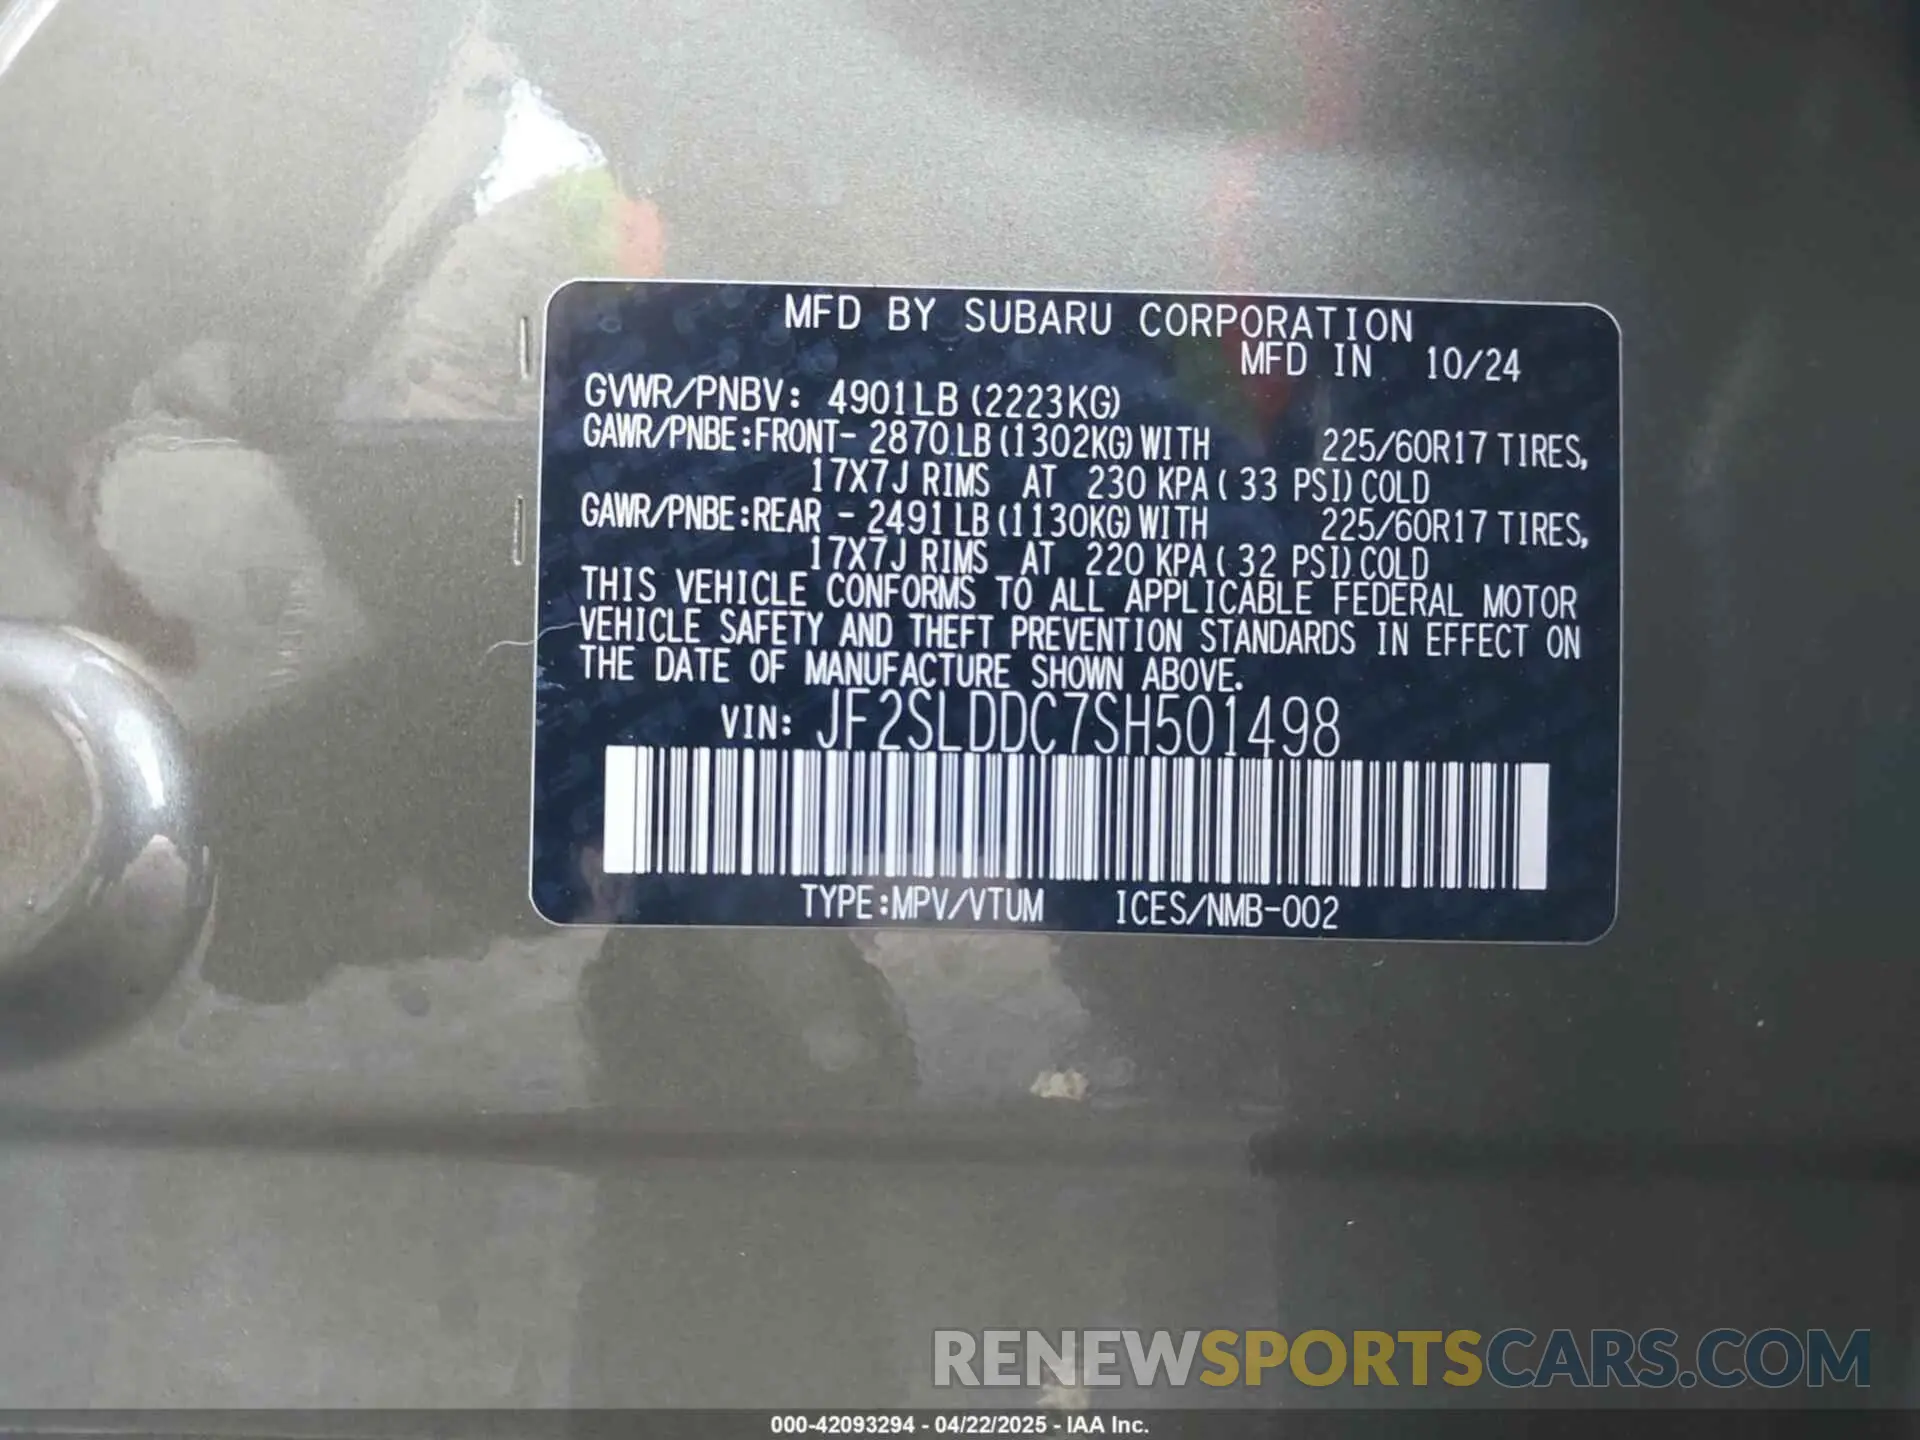 MFD BY SUBARU CORPORATION
MFD IN 10/24
GVWR/PNBV: 4901LB (2223KG)
GAWR/PNBE:FRONT- 2870 LB (1302KG) WITH 225/60R17 TIRES,
17X7J RIMS AT 230 KPA ( 33 PSI) COLD
GAWR/PNBE:REAR - 2491 LB (1130KG) WITH 225/60R17 TIRES,
17X7J RIMS AT 220 KPA ( 32 PSI) COLD
THIS VEHICLE CONFORMS TO ALL APPLICABLE FEDERAL MOTOR
VEHICLE SAFETY AND THEFT PREVENTION STANDARDS IN EFFECT ON
THE DATE OF MANUFACTURE SHOWN ABOVE.
VIN: JF2SLDDC7SH501498
TYPE:MPV/VTUM ICES/NMB-002
RENEWSPORTSCARS.COM
000-42093294 - 04/22/2025 - IAA Inc.